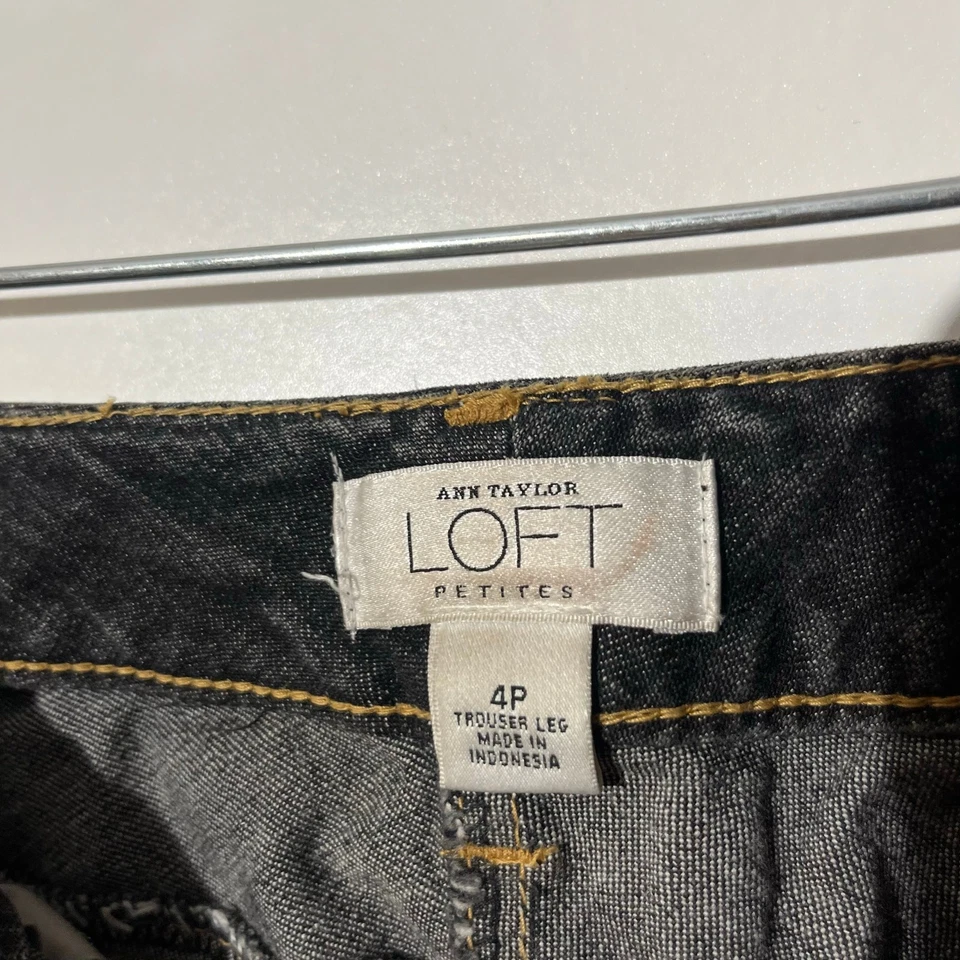 ANN TAYLOR
LOFT
PETITES
4P
TROUSER LEG
MADE IN
INDONESIA